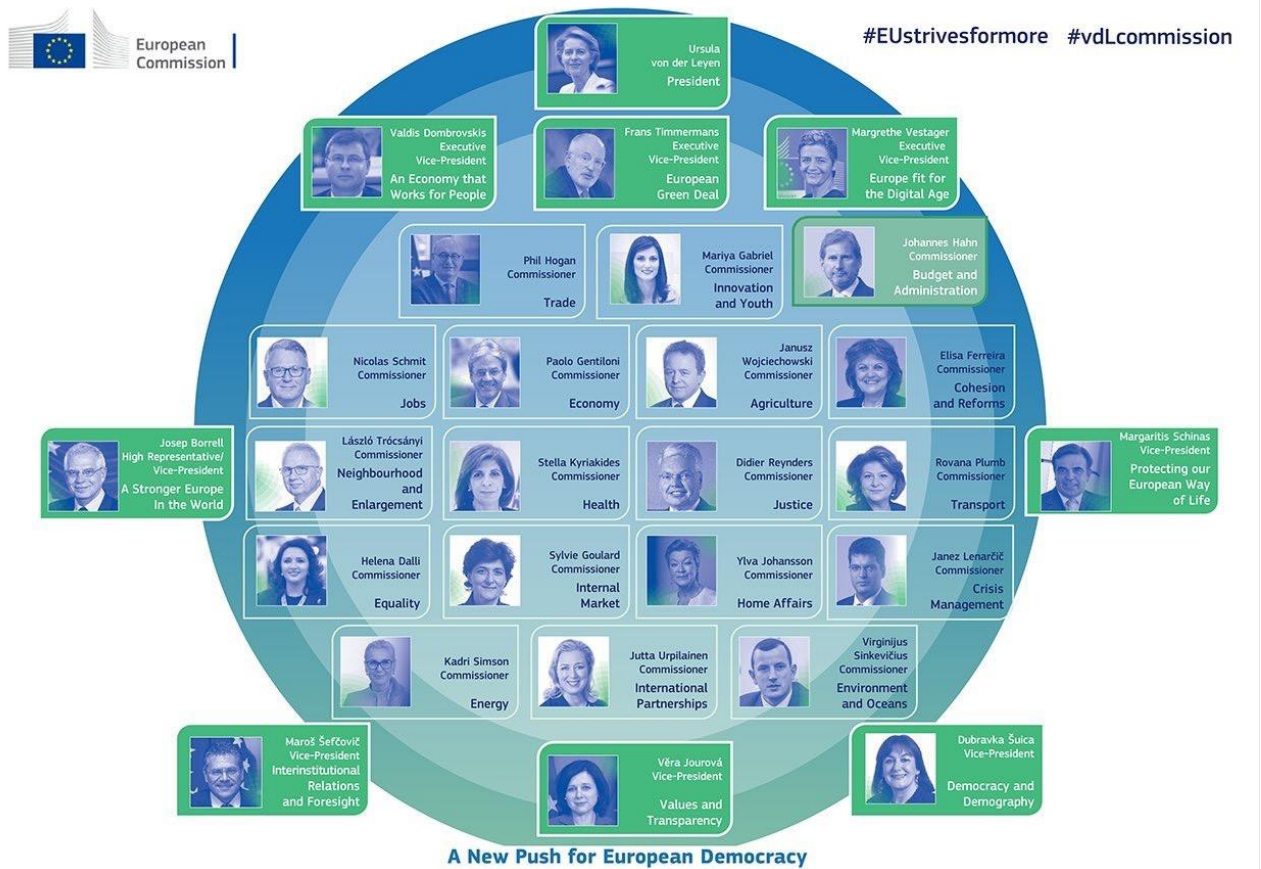 European
Commission
#EUstrivesformore #vdLcommission
Ursula
von der Leyen
President
Valdis Dombrovskis
Executive
Vice-President
An Economy that
Works for People
Frans Timmermans
Executive
Vice-President
European
Green Deal
Margrethe Vestager
Executive
Vice-President
Europe fit for
the Digital Age
Phil Hogan
Commissioner
Trade
Mariya Gabriel
Commissioner
Innovation
and Youth
Johannes Hahn
Commissioner
Budget and
Administration
Nicolas Schmit
Commissioner
Jobs
Paolo Gentiloni
Commissioner
Economy
Janusz
Wojciechowski
Commissioner
Agriculture
Elisa Ferreira
Commissioner
Cohesion
and Reforms
Josep Borrell
High Representative/
Vice-President
A Stronger Europe
In the World
László Trócsányi
Commissioner
Neighbourhood
and
Enlargement
Stella Kyriakides
Commissioner
Health
Didier Reynders
Commissioner
Justice
Rovana Plumb
Commissioner
Transport
Margaritis Schinas
Vice-President
Protecting our
European Way
of Life
Helena Dalli
Commissioner
Equality
Sylvie Goulard
Commissioner
Internal
Market
Ylva Johansson
Commissioner
Home Affairs
Janez Lenarčič
Commissioner
Crisis
Management
Kadri Simson
Commissioner
Energy
Jutta Urpilainen
Commissioner
International
Partnerships
Virginijus
Sinkevičius
Commissioner
Environment
and Oceans
Maroš Šefčovič
Vice-President
Interinstitutional
Relations
and Foresight
Věra Jourová
Vice-President
Values and
Transparency
Dubravka Šuica
Vice-President
Democracy and
Demography
A New Push for European Democracy